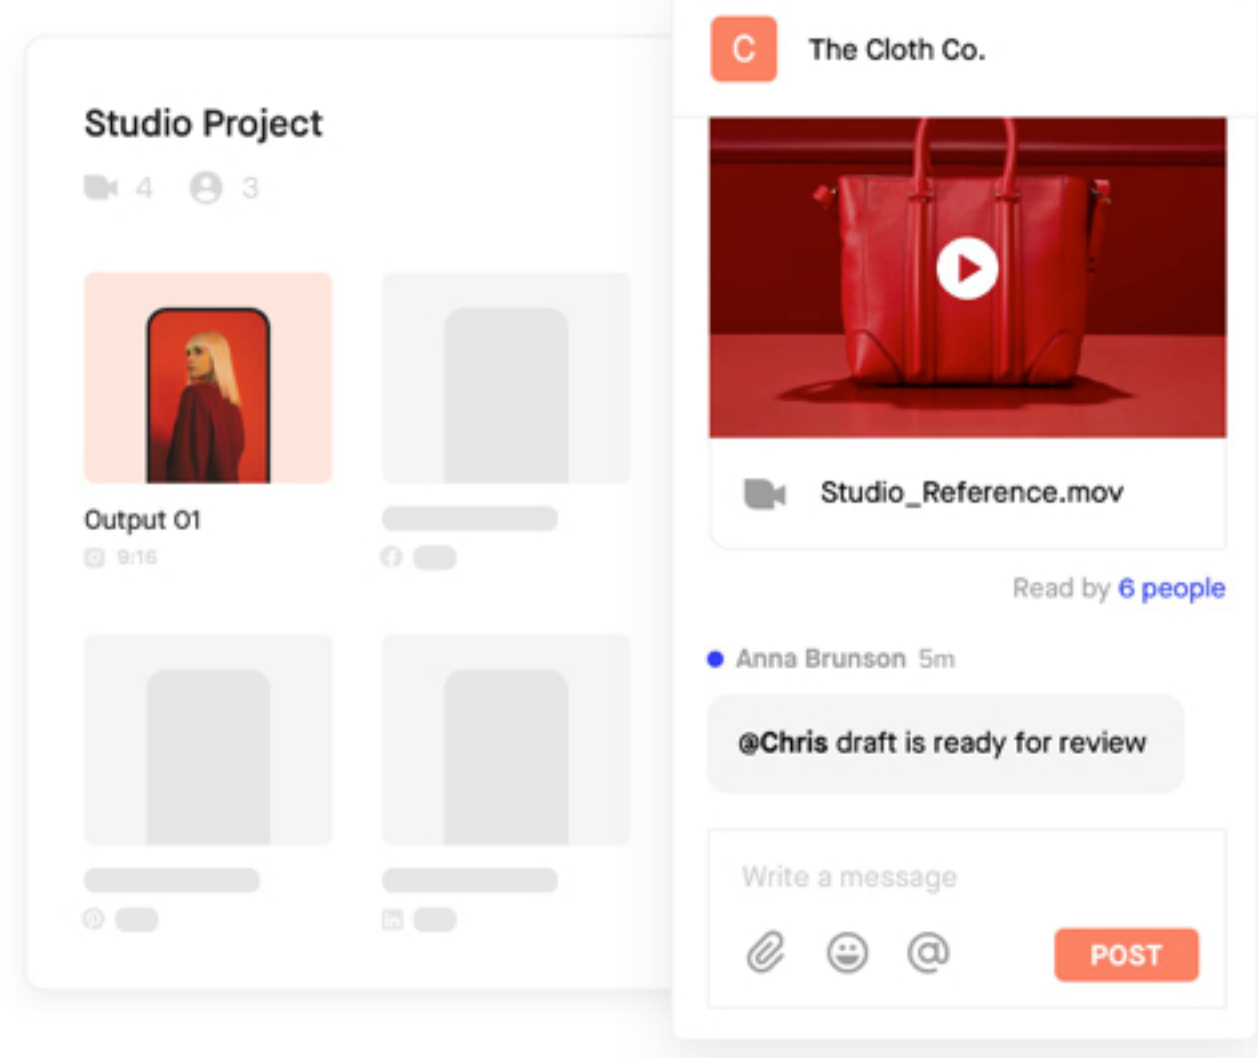 Studio Project
4 3
Output 01
9:16
C The Cloth Co.
Studio_Reference.mov
Read by 6 people
Anna Brunson 5m
@Chris draft is ready for review
Write a message
@ POST